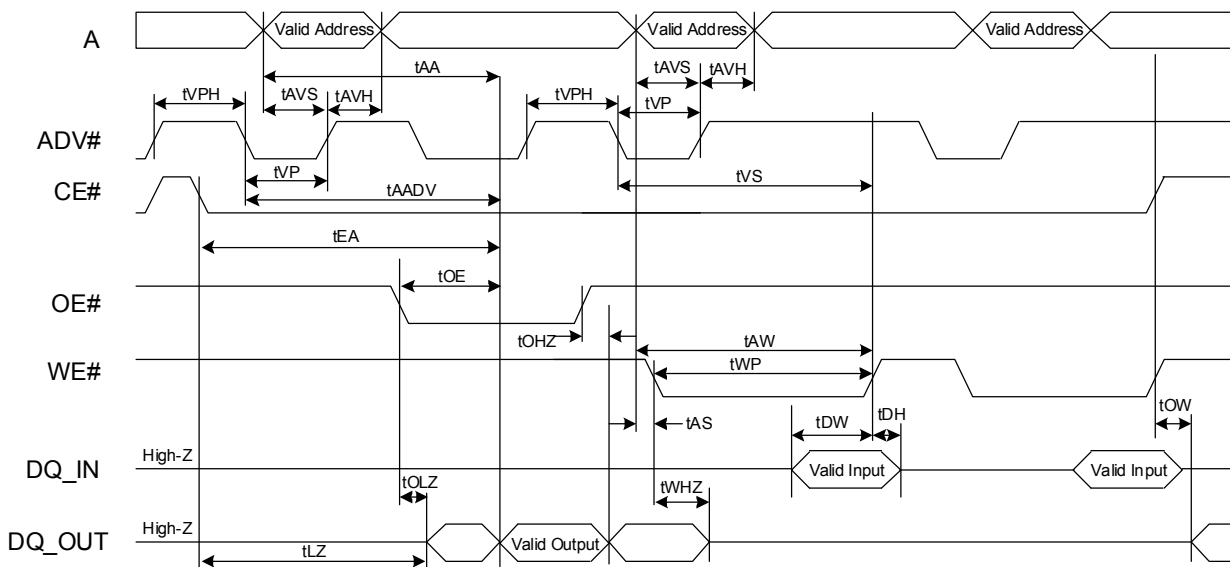 A
Valid Address
Valid Address
Valid Address
tAA
tAVS
tAVH
tVPH
tAVS
tAVH
tVPH
tVP
ADV#
tVP
tVS
tAADV
CE#
tEA
tOE
OE#
tOHZ
tAW
tWP
WE#
tAS
tDW
tDH
tOW
High-Z
DQ_IN
Valid Input
Valid Input
tOLZ
tWHZ
High-Z
DQ_OUT
Valid Output
tLZ